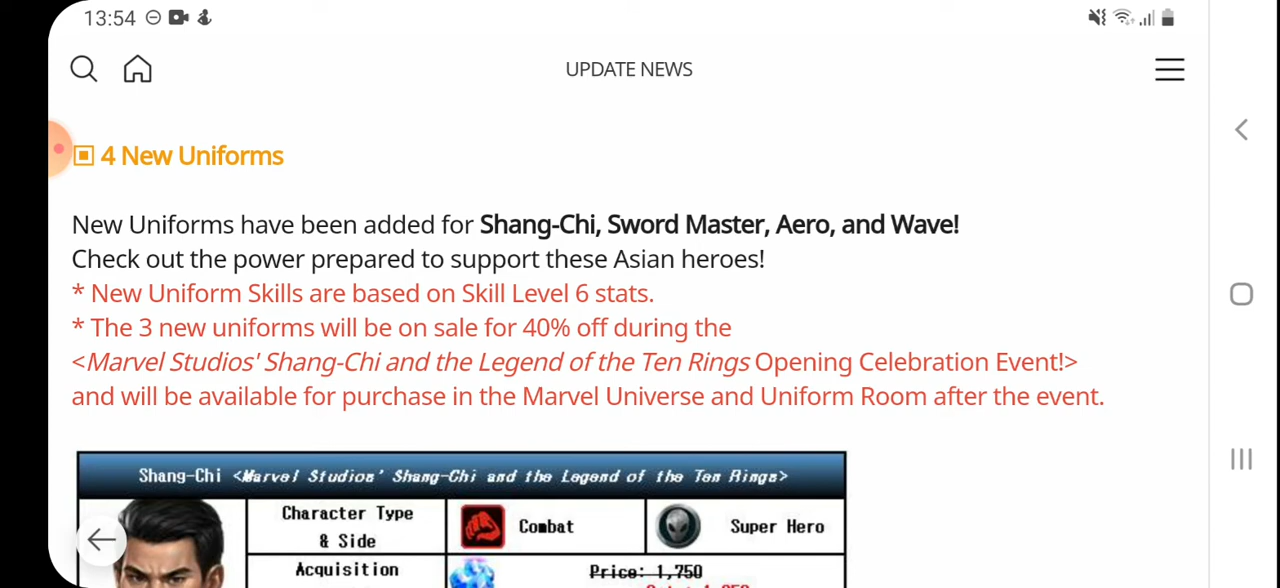 13:54
UPDATE NEWS
4 New Uniforms
New Uniforms have been added for Shang-Chi, Sword Master, Aero, and Wave!
Check out the power prepared to support these Asian heroes!
* New Uniform Skills are based on Skill Level 6 stats.
* The 3 new uniforms will be on sale for 40% off during the
<Marvel Studios' Shang-Chi and the Legend of the Ten Rings Opening Celebration Event!>
and will be available for purchase in the Marvel Universe and Uniform Room after the event.
Shang-Chi <Marvel Studios' Shang-Chi and the Legend of the Ten Rings>
Character Type
& Side
Combat
Super Hero
Acquisition
Price: 1,750